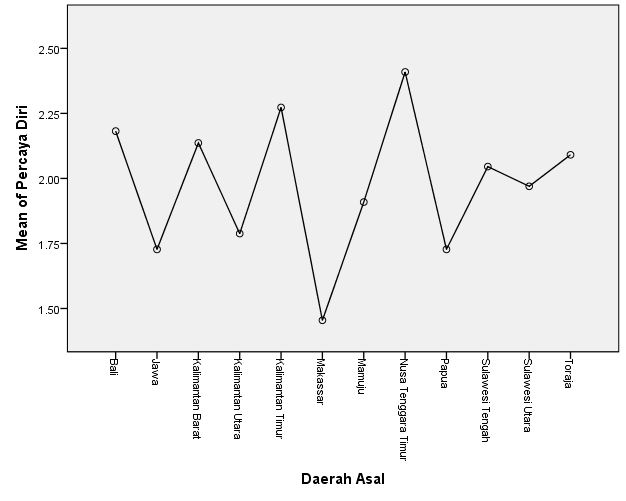 Mean of Percaya Diri
2.50
2.25
2.00
1.75
1.50
Bali
Jawa
Kalimantan Barat
Kalimantan Utara
Kalimantan Timur
Makassar
Mamuju
Nusa Tenggara Timur
Papua
Sulawesi Tengah
Sulawesi Utara
Toraja
Daerah Asal